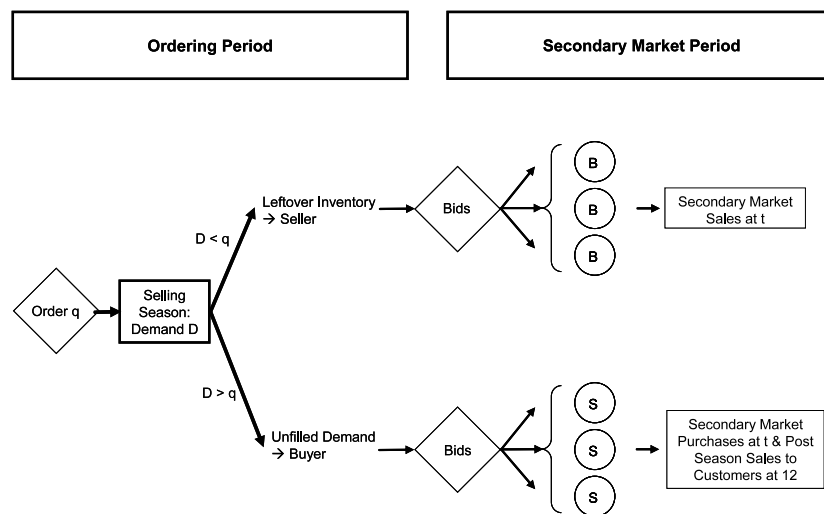 Ordering Period
Secondary Market Period
Leftover Inventory
→ Seller
Bids
B
B
B
Secondary Market
Sales at t
D < q
Order q
Selling
Season:
Demand D
D > q
Unfilled Demand
→ Buyer
Bids
S
S
S
Secondary Market
Purchases at t & Post
Season Sales to
Customers at 12